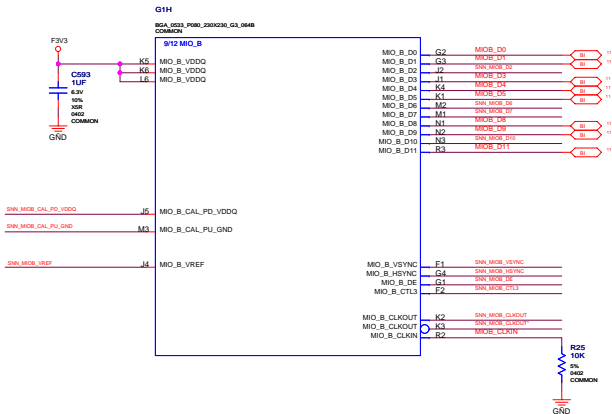 G1H
BGA_0533_P080_230X230_G3_064B
COMMON
9/12 MIO_B
F3V3
C593
1UF
6.3V
10%
X5R
0402
COMMON
GND
K5 MIO_B_VDDQ
K6 MIO_B_VDDQ
L6 MIO_B_VDDQ
SNN_MIOB_CAL_PD_VDDQ J5 MIO_B_CAL_PD_VDDQ
SNN_MIOB_CAL_PU_GND M3 MIO_B_CAL_PU_GND
SNN_MIOB_VREF J4 MIO_B_VREF
MIO_B_D0 G2 MIOB_D0 BI
MIO_B_D1 G3 MIOB_D1 BI
MIO_B_D2 J2 SNN_MIOB_D2
MIO_B_D3 J1 MIOB_D3 BI
MIO_B_D4 K4 MIOB_D4 BI
MIO_B_D5 K1 MIOB_D5 BI
MIO_B_D6 M2 SNN_MIOB_D6
MIO_B_D7 M1 SNN_MIOB_D7
MIO_B_D8 N1 MIOB_D8 BI
MIO_B_D9 N2 MIOB_D9 BI
MIO_B_D10 N3 SNN_MIOB_D10
MIO_B_D11 R3 MIOB_D11 BI
MIO_B_VSYNC F1 SNN_MIOB_VSYNC
MIO_B_HSYNC G4 SNN_MIOB_HSYNC
MIO_B_DE G1 SNN_MIOB_DE
MIO_B_CTL3 F2 SNN_MIOB_CTL3
MIO_B_CLKOUT K2 SNN_MIOB_CLKOUT
MIO_B_CLKOUT K3 SNN_MIOB_CLKOUT*
MIO_B_CLKIN R2 MIOB_CLKIN
R25
10K
5%
0402
COMMON
GND